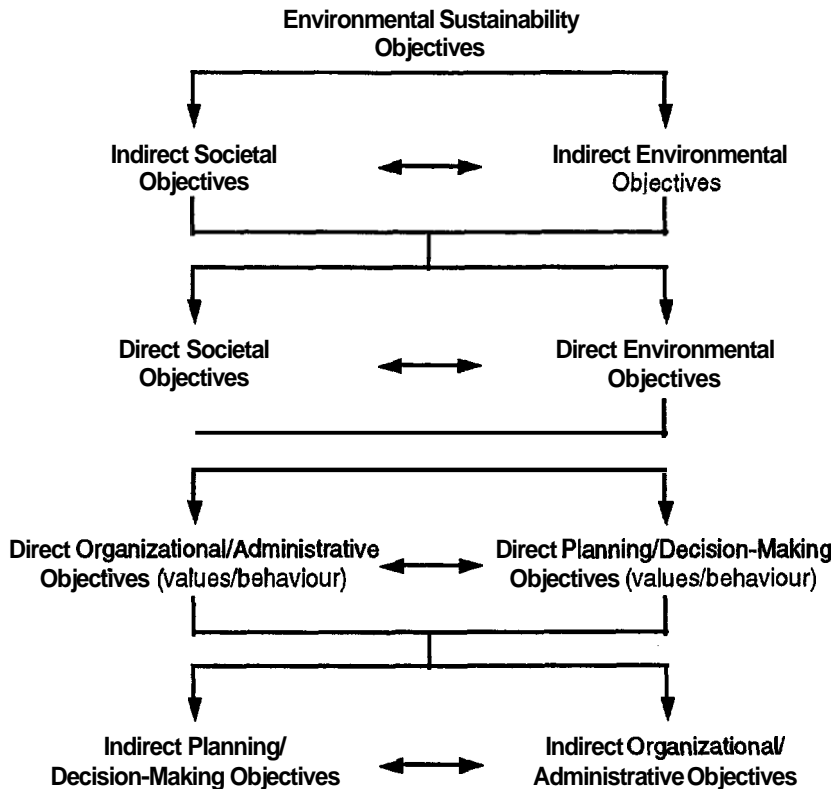 Environmental Sustainability
Objectives
Indirect Societal
Objectives
Indirect Environmental
Objectives
Direct Societal
Objectives
Direct Environmental
Objectives
Direct Organizational/Administrative
Objectives (values/behaviour)
Direct Planning/Decision-Making
Objectives (values/behaviour)
Indirect Planning/
Decision-Making Objectives
Indirect Organizational/
Administrative Objectives